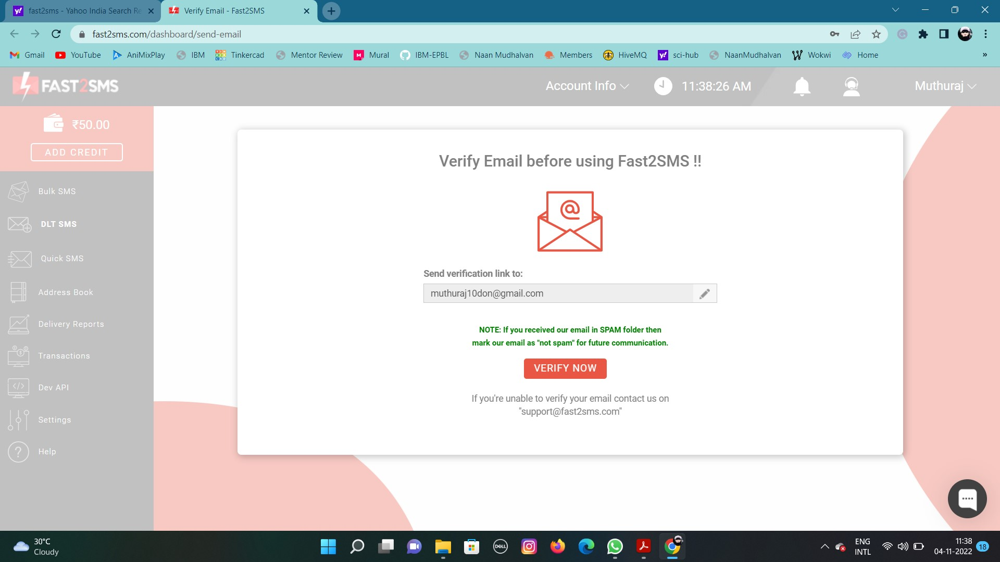 fast2sms - Yahoo India Search Re
Verify Email - Fast2SMS
fast2sms.com/dashboard/send-email
Gmail
YouTube
AniMixPlay
IBM
Tinkercad
Mentor Review
Mural
IBM-EPBL
Naan Mudhalvan
Members
HiveMQ
sci-hub
NaanMudhalvan
Wokwi
Home
»
FAST2SMS
Account Info
11:38:26 AM
Muthuraj
₹50.00
ADD CREDIT
Bulk SMS
DLT SMS
Quick SMS
Address Book
Delivery Reports
Transactions
Dev API
Settings
Help
Verify Email before using Fast2SMS !!
@
Send verification link to:
muthuraj10don@gmail.com
NOTE: If you received our email in SPAM folder then
mark our email as "not spam" for future communication.
VERIFY NOW
If you're unable to verify your email contact us on
"support@fast2sms.com"
30°C
Cloudy
DELL
ENG
INTL
11:38
04-11-2022
18